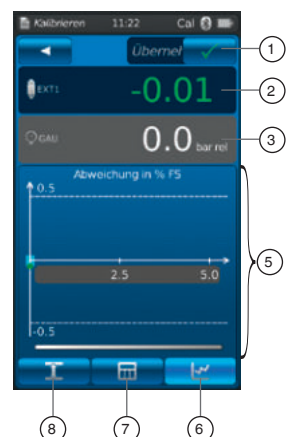 Kalibrieren 11:22 Cal
Übernel 1
EXT1 -0.01 2
GAU 0.0 bar rel 3
Abweichung in % FS
0.5
5
2.5 5.0
-0.5
8 7 6